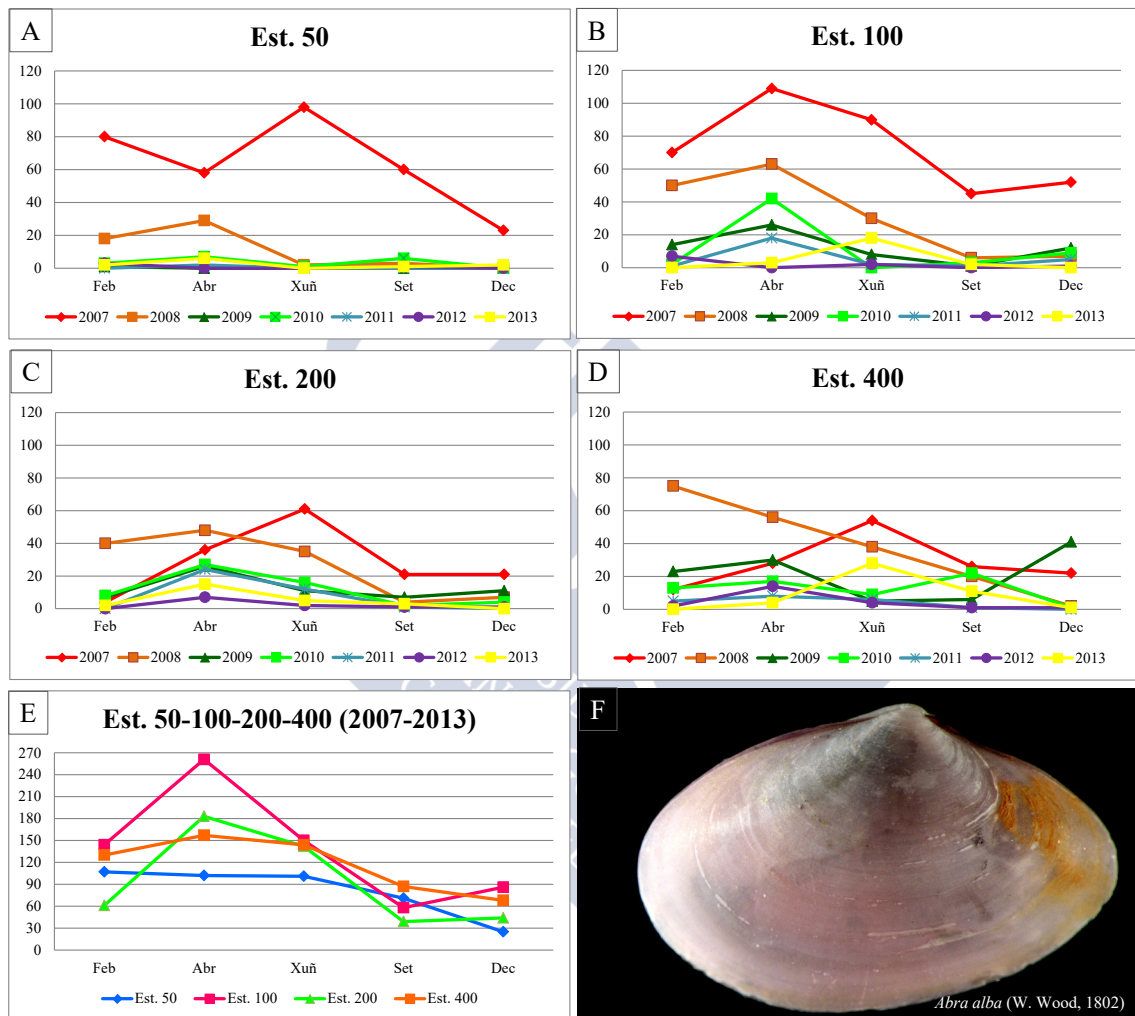 A
Est. 50
120
100
80
60
40
20
0
Feb Abr Xuñ Set Dec
2007 2008 2009 2010 2011 2012 2013
B
Est. 100
120
100
80
60
40
20
0
Feb Abr Xuñ Set Dec
2007 2008 2009 2010 2011 2012 2013
C
Est. 200
120
100
80
60
40
20
0
Feb Abr Xuñ Set Dec
2007 2008 2009 2010 2011 2012 2013
D
Est. 400
120
100
80
60
40
20
0
Feb Abr Xuñ Set Dec
2007 2008 2009 2010 2011 2012 2013
E
Est. 50-100-200-400 (2007-2013)
270
240
210
180
150
120
90
60
30
0
Feb Abr Xuñ Set Dec
Est. 50 Est. 100 Est. 200 Est. 400
F
Abra alba (W. Wood, 1802)